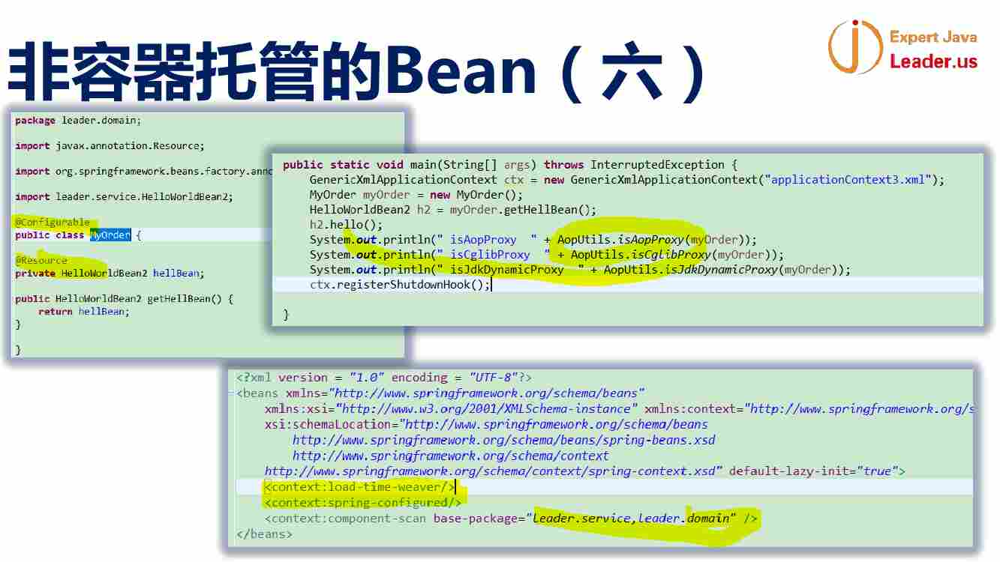 非容器托管的Bean（六）
Expert Java
Leader.us
package leader.domain;
import javax.annotation.Resource;
import org.springframework.beans.factory.anno
import leader.service.HelloWorldBean2;
@Configurable
public class MyOrder {
@Resource
private HelloWorldBean2 hellBean;
public HelloWorldBean2 getHellBean() {
return hellBean;
}
}
public static void main(String[] args) throws InterruptedException {
GenericXmlApplicationContext ctx = new GenericXmlApplicationContext("applicationContext3.xml");
MyOrder myOrder = new MyOrder();
HelloWorldBean2 h2 = myOrder.getHellBean();
h2.hello();
System.out.println(" isAopProxy  " + AopUtils.isAopProxy(myOrder));
System.out.println(" isCglibProxy  " + AopUtils.isCglibProxy(myOrder));
System.out.println(" isJdkDynamicProxy  " + AopUtils.isJdkDynamicProxy(myOrder));
ctx.registerShutdownHook();
}
<?xml version = "1.0" encoding = "UTF-8"?>
<beans xmlns="http://www.springframework.org/schema/beans"
xmlns:xsi="http://www.w3.org/2001/XMLSchema-instance" xmlns:context="http://www.springframework.org/s
xsi:schemaLocation="http://www.springframework.org/schema/beans
http://www.springframework.org/schema/beans/spring-beans.xsd
http://www.springframework.org/schema/context
http://www.springframework.org/schema/context/spring-context.xsd" default-lazy-init="true">
<context:load-time-weaver/>
<context:spring-configured/>
<context:component-scan base-package="leader.service,leader.domain" />
</beans>